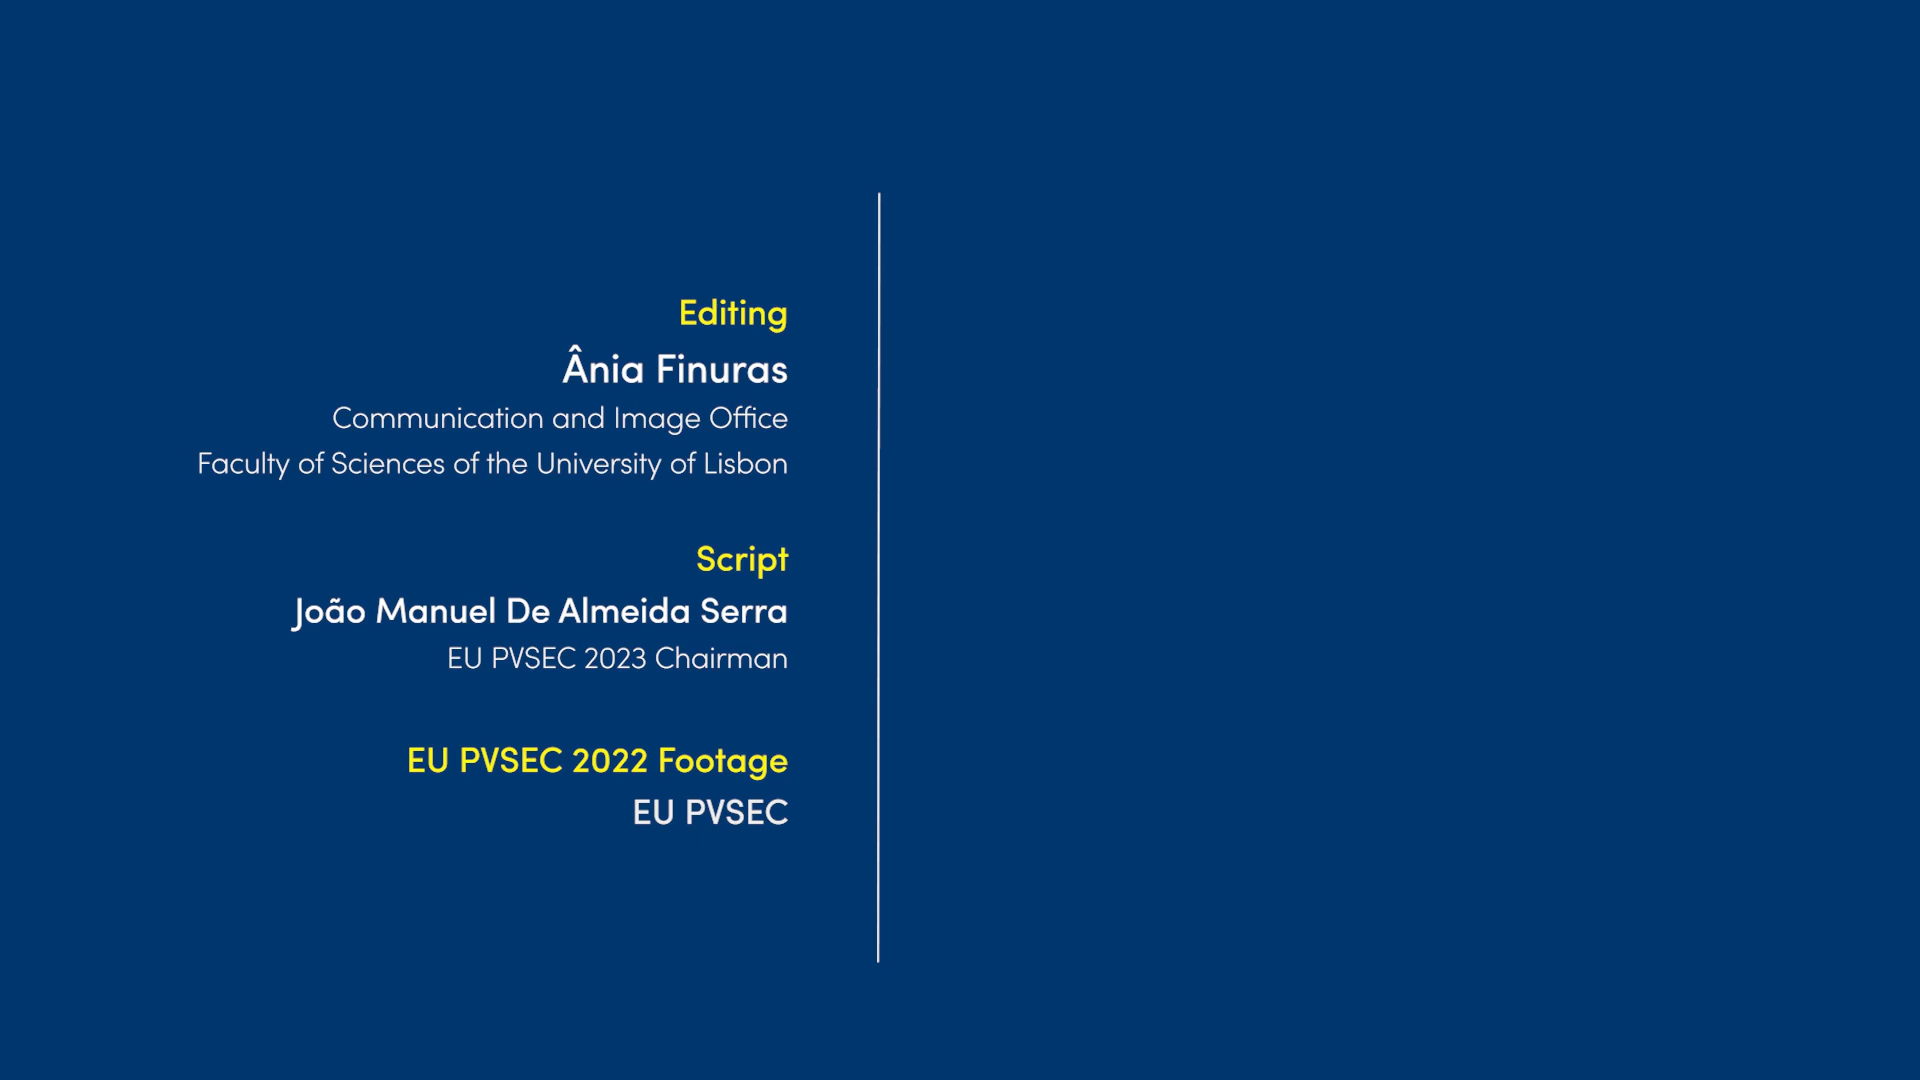 Editing
Ânia Finuras
Communication and Image Office
Faculty of Sciences of the University of Lisbon
Script
João Manuel De Almeida Serra
EU PVSEC 2023 Chairman
EU PVSEC 2022 Footage
EU PVSEC